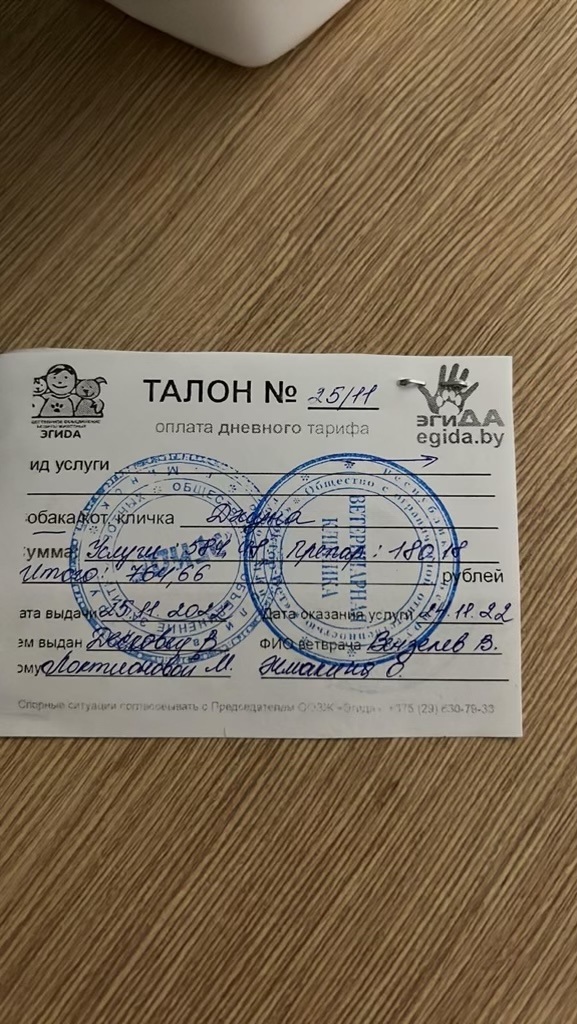 ТАЛОН № 25/11
ЭГИДА
эгиДА
egida.by
оплата дневного тарифа
ид услуги
обака/кот, кличка Джуна
умма Услуги: 584,48 Препар: 180,18
Итого: 764,66 рублей
ата выдачи 25.11.2022 Дата оказания услуги 24.11.22
ем выдан В. ФИО ветврача В.
ому Локтионовой М. О.
Спорные ситуации согласовывать с Председателем ООЗЖ «Эгида» +375 (29) 630-79-33
ВЕТЕРИНАРНАЯ
КЛИНИКА